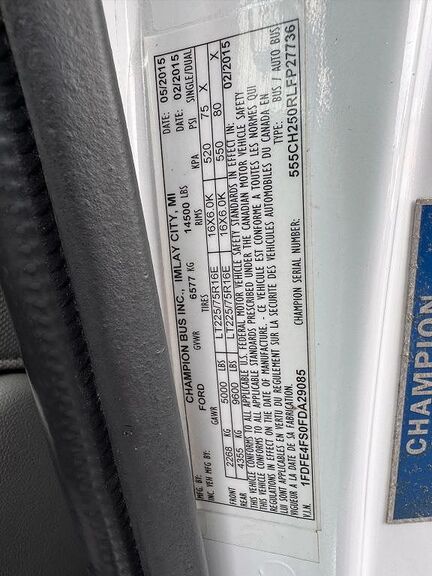 MFG. BY: CHAMPION BUS INC., IMLAY CITY, MI DATE: 05/2015
INC. VEH MFG. BY: FORD DATE: 02/2015
GVWR 6577 KG 14500 LBS
GAWR TIRES RIMS KPA PSI SINGLE/DUAL
FRONT 2268 KG 5000 LBS LT225/75R16E 16X6.0K 520 75 X
REAR 4355 KG 9600 LBS LT225/75R16E 16X6.0K 550 80 X
THIS VEHICLE CONFORMS TO ALL APPLICABLE U.S. FEDERAL MOTOR VEHICLE SAFETY STANDARDS IN EFFECT IN: 02/2015
THIS VEHICLE CONFORMS TO ALL APPLICABLE STANDARDS PRESCRIBED UNDER THE CANADIAN MOTOR VEHICLE SAFETY
REGULATIONS IN EFFECT ON THE DATE OF MANUFACTURE. - CE VEHICULE EST CONFORME A TOUTES LES NORMES QUI
LUI SONT APPLICABLES EN VERTU DU REGLEMENT SUR LA SECURITE DES VEHICULES AUTOMOBILES DU CANADA EN
VIGUEUR A LA DATE DE SA FABRICATION.
TYPE: BUS / AUTO BUS
V.I.N. 1FDFE4FS0FDA29085 CHAMPION SERIAL NUMBER: 555CH250RLFP27736
CHAMPION